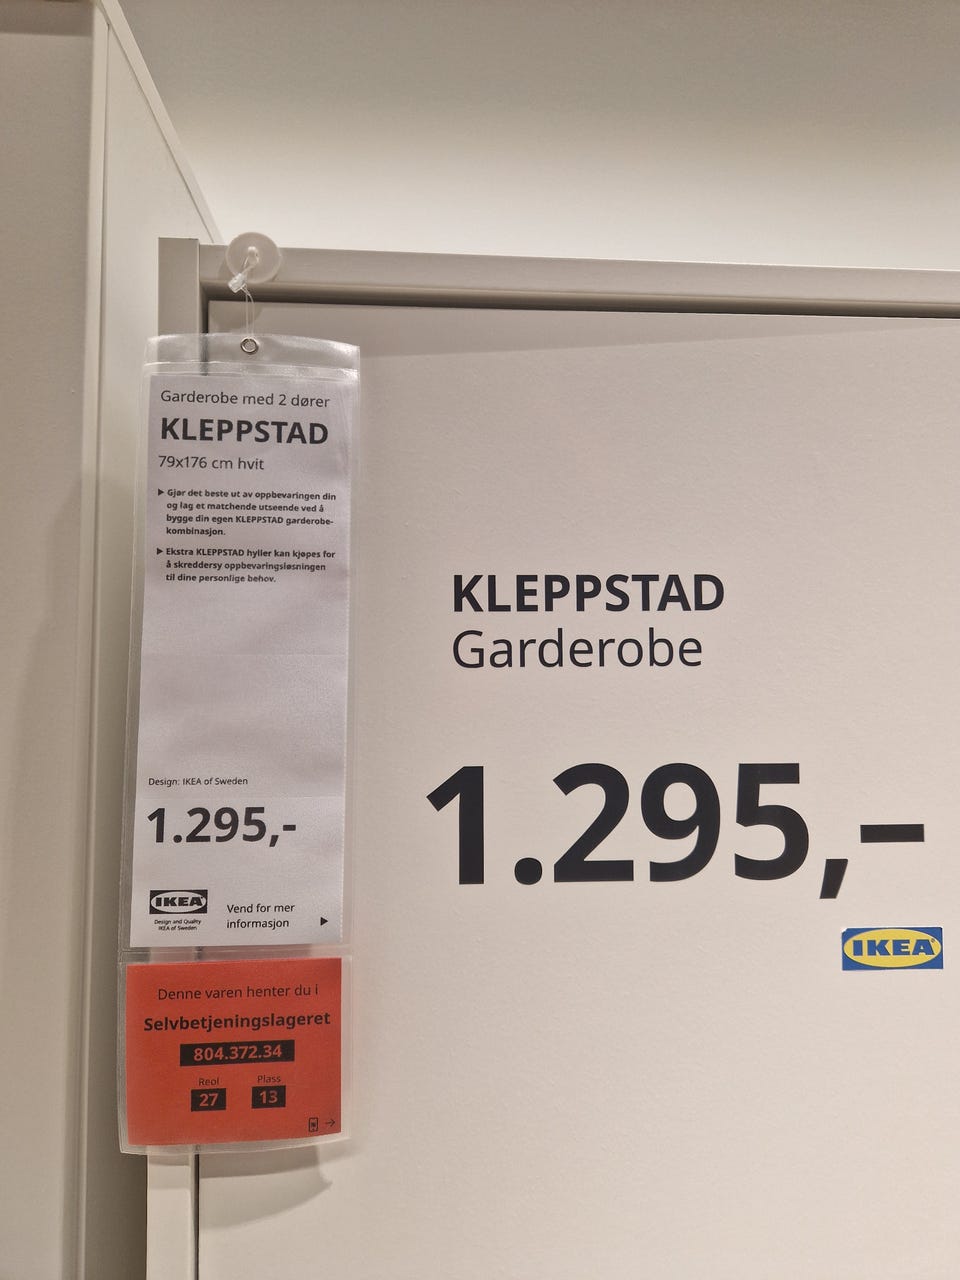 Garderobe med 2 dører
KLEPPSTAD
79x176 cm hvit
▶ Gjør det beste ut av oppbevaringen din
og lag et matchende utseende ved å
bygge din egen KLEPPSTAD garderobe-
kombinasjon.
▶ Ekstra KLEPPSTAD hyller kan kjøpes for
å skreddersy oppbevaringsløsningen
til dine personlige behov.
Design: IKEA of Sweden
1.295,-
IKEA
Design and Quality
IKEA of Sweden
Vend for mer
informasjon ▶
Denne varen henter du i
Selvbetjeningslageret
804.372.34
Reol Plass
27 13
KLEPPSTAD
Garderobe
1.295,-
IKEA